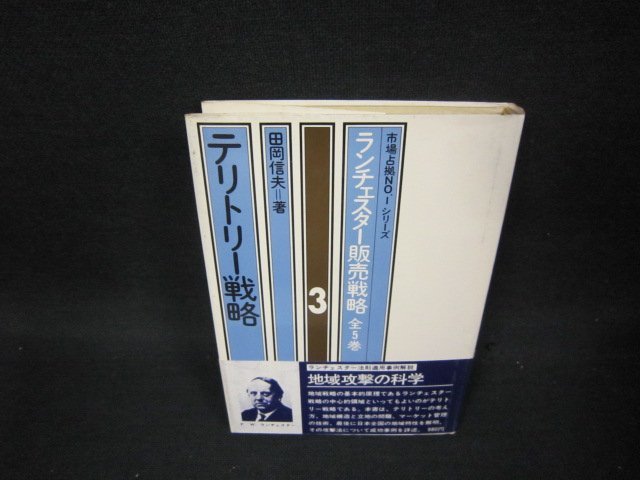 市場占拠NO.1シリーズ
ランチェスター販売戦略 全5巻
3
田岡信夫＝著
テリトリー戦略
ランチェスター法則適用事例解説
地域攻撃の科学
地域戦略の基本的原理であるランチェスター
戦略の中心的領域といってもよいのがテリト
リー戦略である。本書は、テリトリーの考え
方、地域構造と立地の問題、マーケット管理
の技術、最後に日本全国の地域特性を解明、
その攻撃法について成功事例を詳述。 980円
F.W.ランチェスター